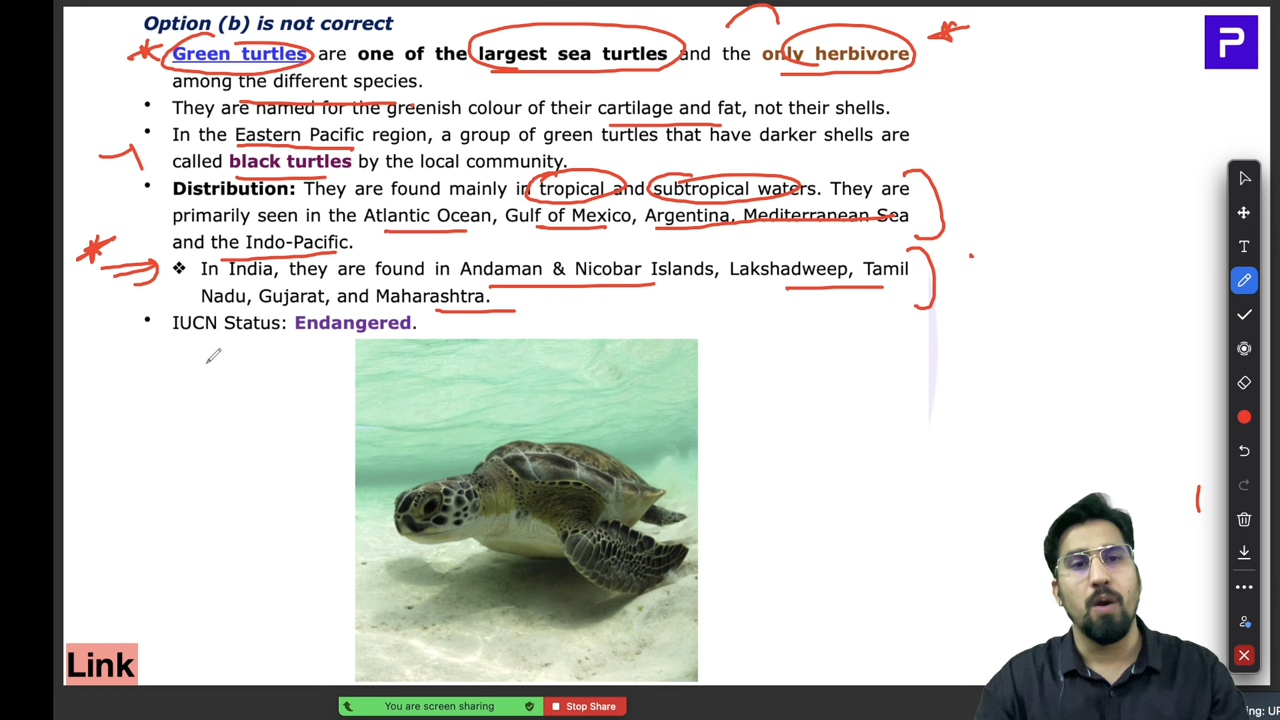 Option (b) is not correct
Green turtles are one of the largest sea turtles and the only herbivore
among the different species.
• They are named for the greenish colour of their cartilage and fat, not their shells.
• In the Eastern Pacific region, a group of green turtles that have darker shells are
called black turtles by the local community.
• Distribution: They are found mainly in tropical and subtropical waters. They are
primarily seen in the Atlantic Ocean, Gulf of Mexico, Argentina, Mediterranean Sea
and the Indo-Pacific.
❖ In India, they are found in Andaman & Nicobar Islands, Lakshadweep, Tamil
Nadu, Gujarat, and Maharashtra.
• IUCN Status: Endangered.
Link
You are screen sharing
Stop Share
ing: UP